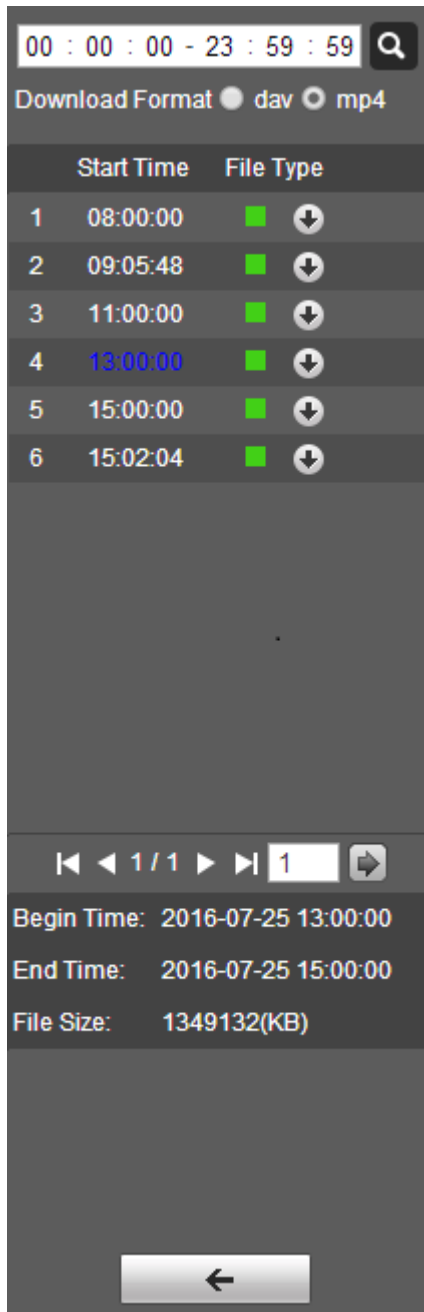 00 : 00 : 00 - 23 : 59 : 59
Download Format dav mp4
Start Time File Type
1 08:00:00
2 09:05:48
3 11:00:00
4 13:00:00
5 15:00:00
6 15:02:04
1 / 1 1
Begin Time: 2016-07-25 13:00:00
End Time: 2016-07-25 15:00:00
File Size: 1349132(KB)